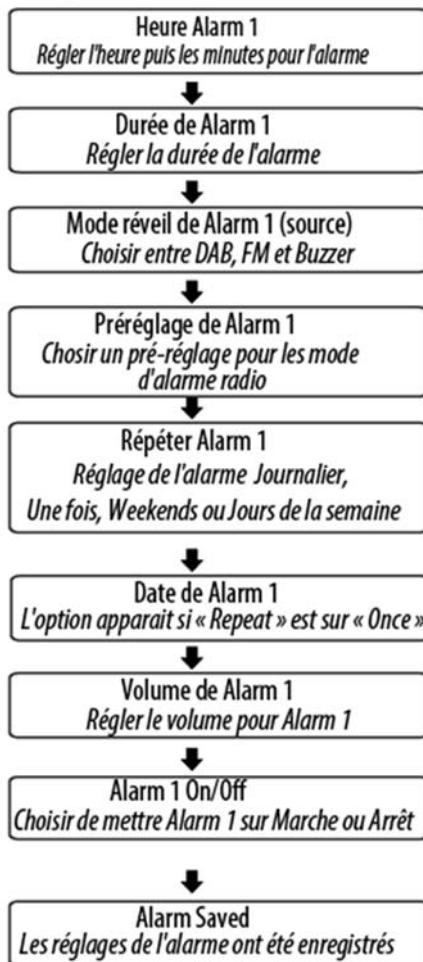 Heure Alarm 1
Régler l'heure puis les minutes pour l'alarme
Durée de Alarm 1
Régler la durée de l'alarme
Mode réveil de Alarm 1 (source)
Choisir entre DAB, FM et Buzzer
Préréglage de Alarm 1
Chosir un pré-réglage pour les mode
d'alarme radio
Répéter Alarm 1
Réglage de l'alarme Journalier,
Une fois, Weekends ou Jours de la semaine
Date de Alarm 1
L'option apparait si « Repeat » est sur « Once »
Volume de Alarm 1
Régler le volume pour Alarm 1
Alarm 1 On/Off
Choisir de mettre Alarm 1 sur Marche ou Arrêt
Alarm Saved
Les réglages de l'alarme ont été enregistrés